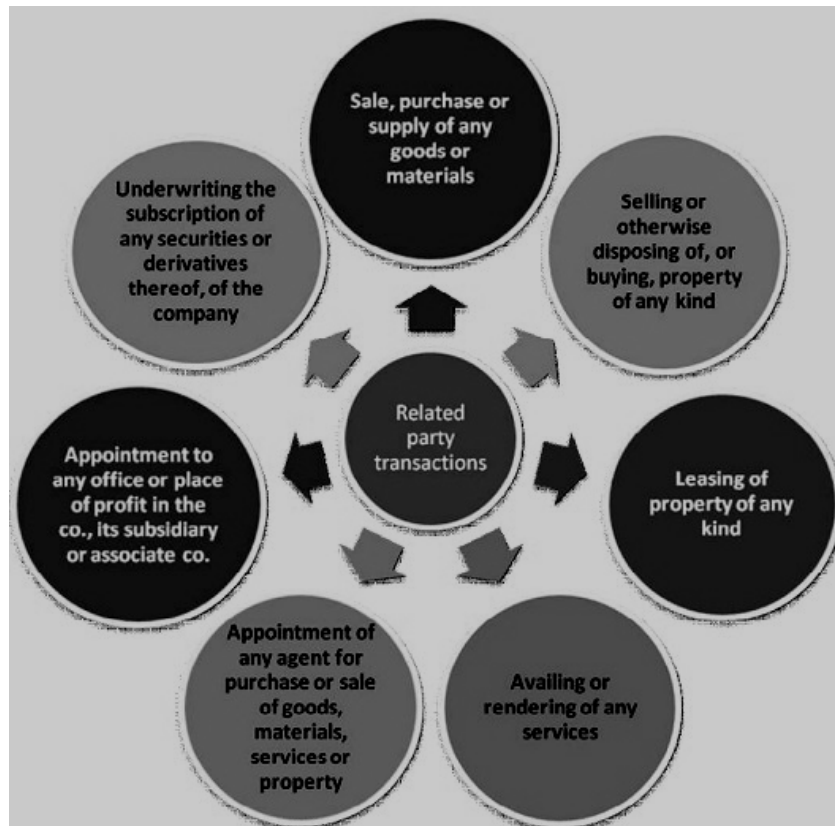 Sale, purchase or
supply of any
goods or
materials
Selling or
otherwise
disposing of, or
buying, property
of any kind
Leasing of
property of any
kind
Availing or
rendering of any
services
Appointment of
any agent for
purchase or sale
of goods,
materials,
services or
property
Appointment to
any office or place
of profit in the
co., its subsidiary
or associate co.
Underwriting the
subscription of
any securities or
derivatives
thereof, of the
company
Related
party
transactions